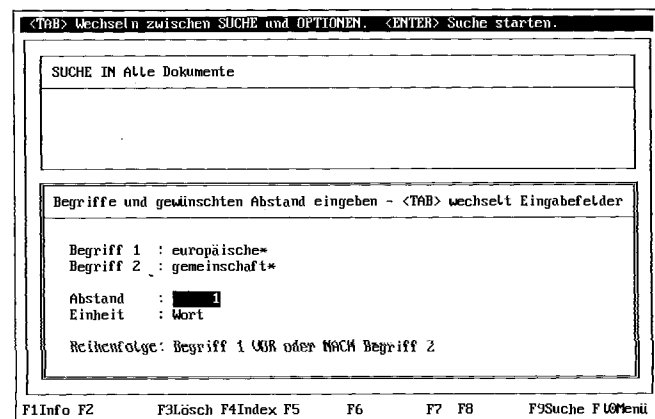 <TAB> Wechseln zwischen SUCHE und OPTIONEN. <ENTER> Suche starten.
SUCHE IN Alle Dokumente
Begriffe und gewünschten Abstand eingeben - <TAB> wechselt Eingabefelder
Begriff 1 : europäische*
Begriff 2 : gemeinschaft*
Abstand : 1
Einheit : Wort
Reihenfolge: Begriff 1 VOR oder NACH Begriff 2
F1Info F2 F3Lösch F4Index F5 F6 F7 F8 F9Suche F10Menü